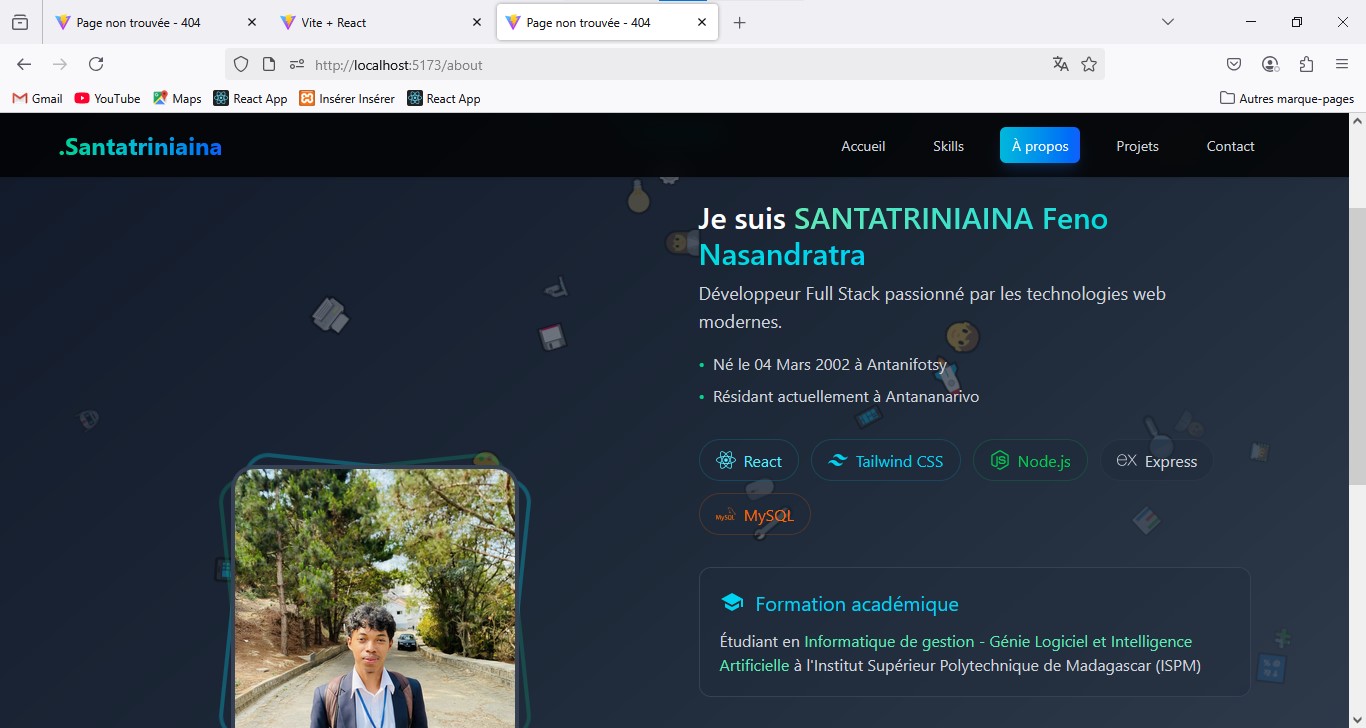 Page non trouvée - 404
Vite + React
Page non trouvée - 404
http://localhost:5173/about
Gmail
YouTube
Maps
React App
Insérer Insérer
React App
Autres marque-pages
.Santatriniaina
Accueil
Skills
À propos
Projets
Contact
Je suis SANTATRINIAINA Feno
Nasandratra
Développeur Full Stack passionné par les technologies web
modernes.
• Né le 04 Mars 2002 à Antanifotsy
• Résidant actuellement à Antananarivo
React
Tailwind CSS
Node.js
ex Express
MySQL MySQL
Formation académique
Étudiant en Informatique de gestion - Génie Logiciel et Intelligence
Artificielle à l'Institut Supérieur Polytechnique de Madagascar (ISPM)